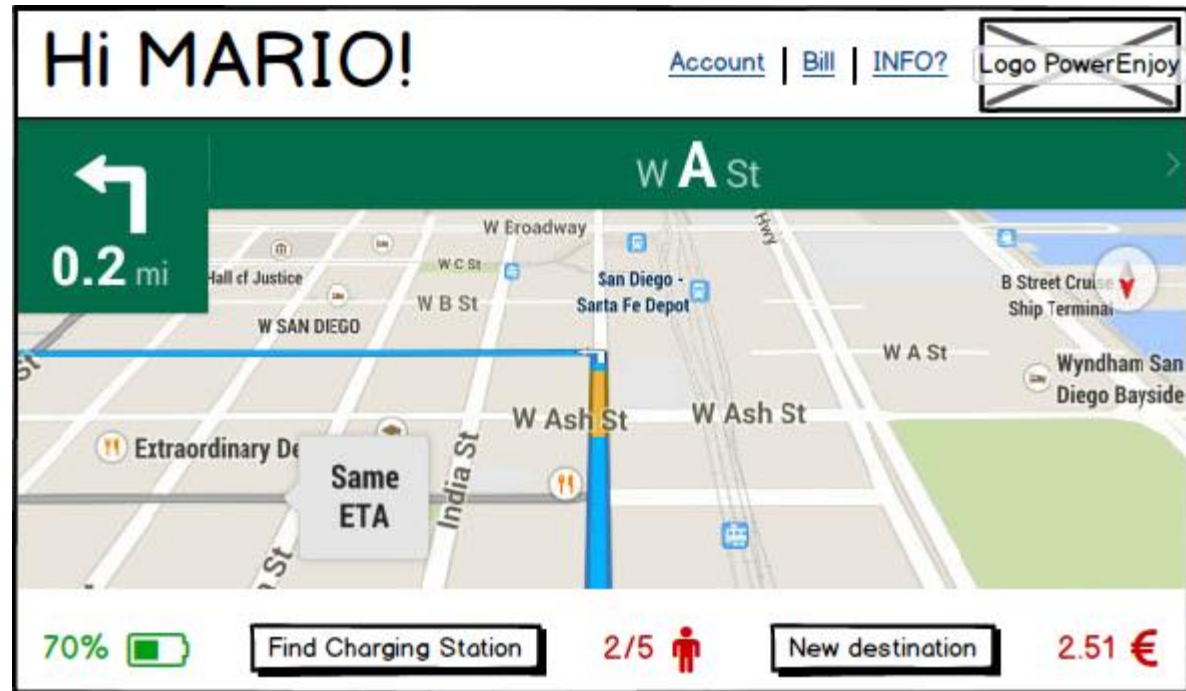 Hi MARIO!
Account | Bill | INFO?
Logo PowerEnjoy
W A St
0.2 mi
W Broadway
Hwy
Hall of Justice
W C St
San Diego -
Santa Fe Depot
B Street Cruise
Ship Terminal
W B St
W SAN DIEGO
W A St
St
Wyndham San
Diego Bayside
W Ash St
W Ash St
Extraordinary De
India St
Same
ETA
St
70%
Find Charging Station
2/5
New destination
2.51 €